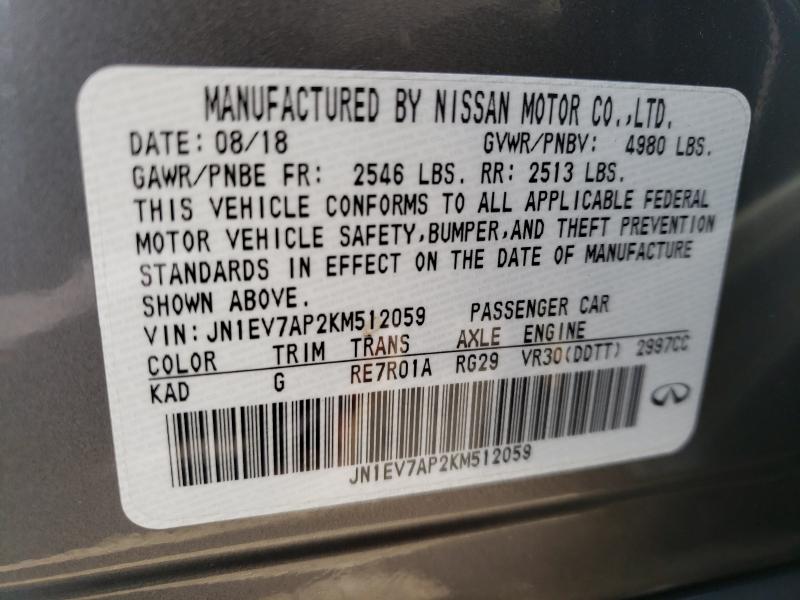 MANUFACTURED BY NISSAN MOTOR CO.,LTD.
DATE: 08/18 GVWR/PNBV: 4980 LBS.
GAWR/PNBE FR: 2546 LBS. RR: 2513 LBS.
THIS VEHICLE CONFORMS TO ALL APPLICABLE FEDERAL
MOTOR VEHICLE SAFETY,BUMPER,AND THEFT PREVENTION
STANDARDS IN EFFECT ON THE DATE OF MANUFACTURE
SHOWN ABOVE.
VIN:JN1EV7AP2KM512059 PASSENGER CAR
COLOR TRIM TRANS AXLE ENGINE
KAD G RE7R01A RG29 VR30(DDTT) 2997CC
JN1EV7AP2KM512059